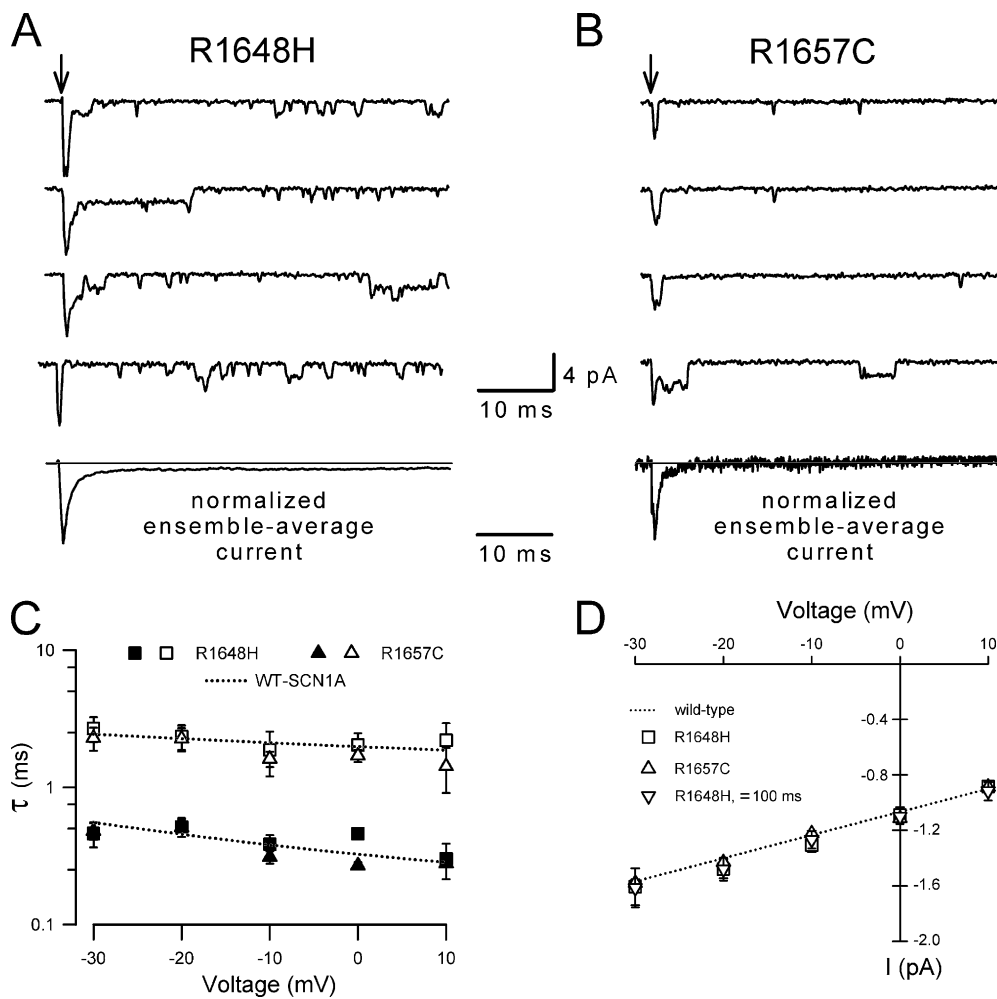 A
R1648H
B
R1657C
4 pA
10 ms
normalized
ensemble-average
current
10 ms
normalized
ensemble-average
current
C
R1648H
R1657C
WT-SCN1A
10
1
0.1
τ (ms)
-30
-20
-10
0
10
Voltage (mV)
D
Voltage (mV)
-30
-20
-10
0
10
wild-type
R1648H
R1657C
R1648H, =100 ms
-0.4
-0.8
-1.2
-1.6
-2.0
I (pA)